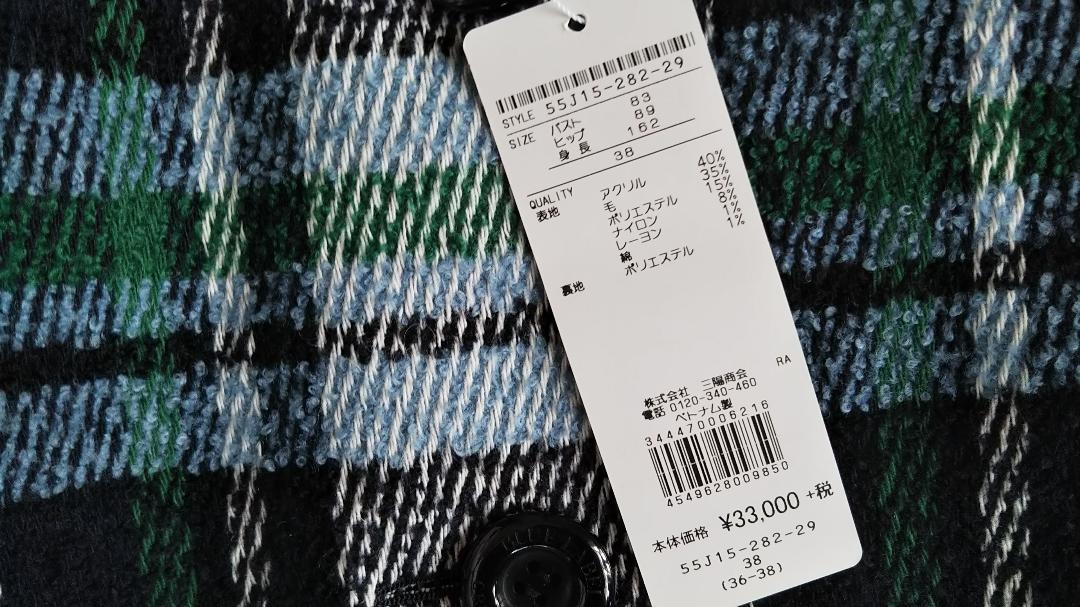 55J15-282-29
STYLE
SIZE バスト 83
ヒップ 89
身長 162
38
QUALITY
表地 アクリル 40%
毛 35%
ポリエステル 15%
ナイロン 8%
レーヨン 1%
綿 1%
裏地 ポリエステル
RA
株式会社 三陽商会
電話 0120-340-460
ベトナム製
344470006216
4549628009850
本体価格 ¥33,000 +税
55J15-282-29
38
(36-38)